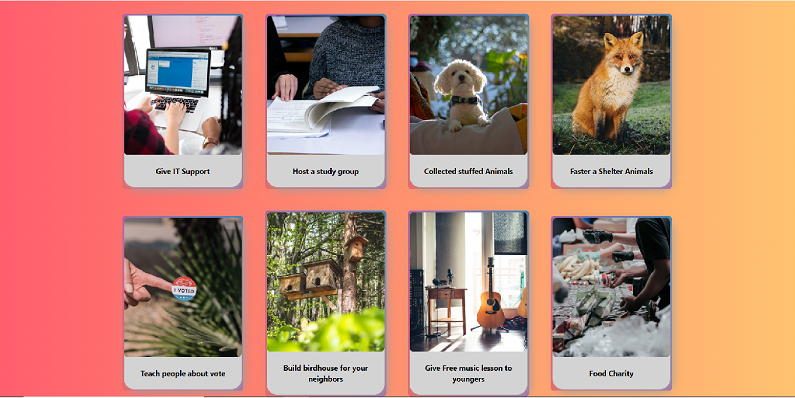 Give IT Support
Host a study group
Collected stuffed Animals
Faster a Shelter Animals
I VOTED
Teach people about vote
Build birdhouse for your
neighbors
Give Free music lesson to
youngers
Food Charity